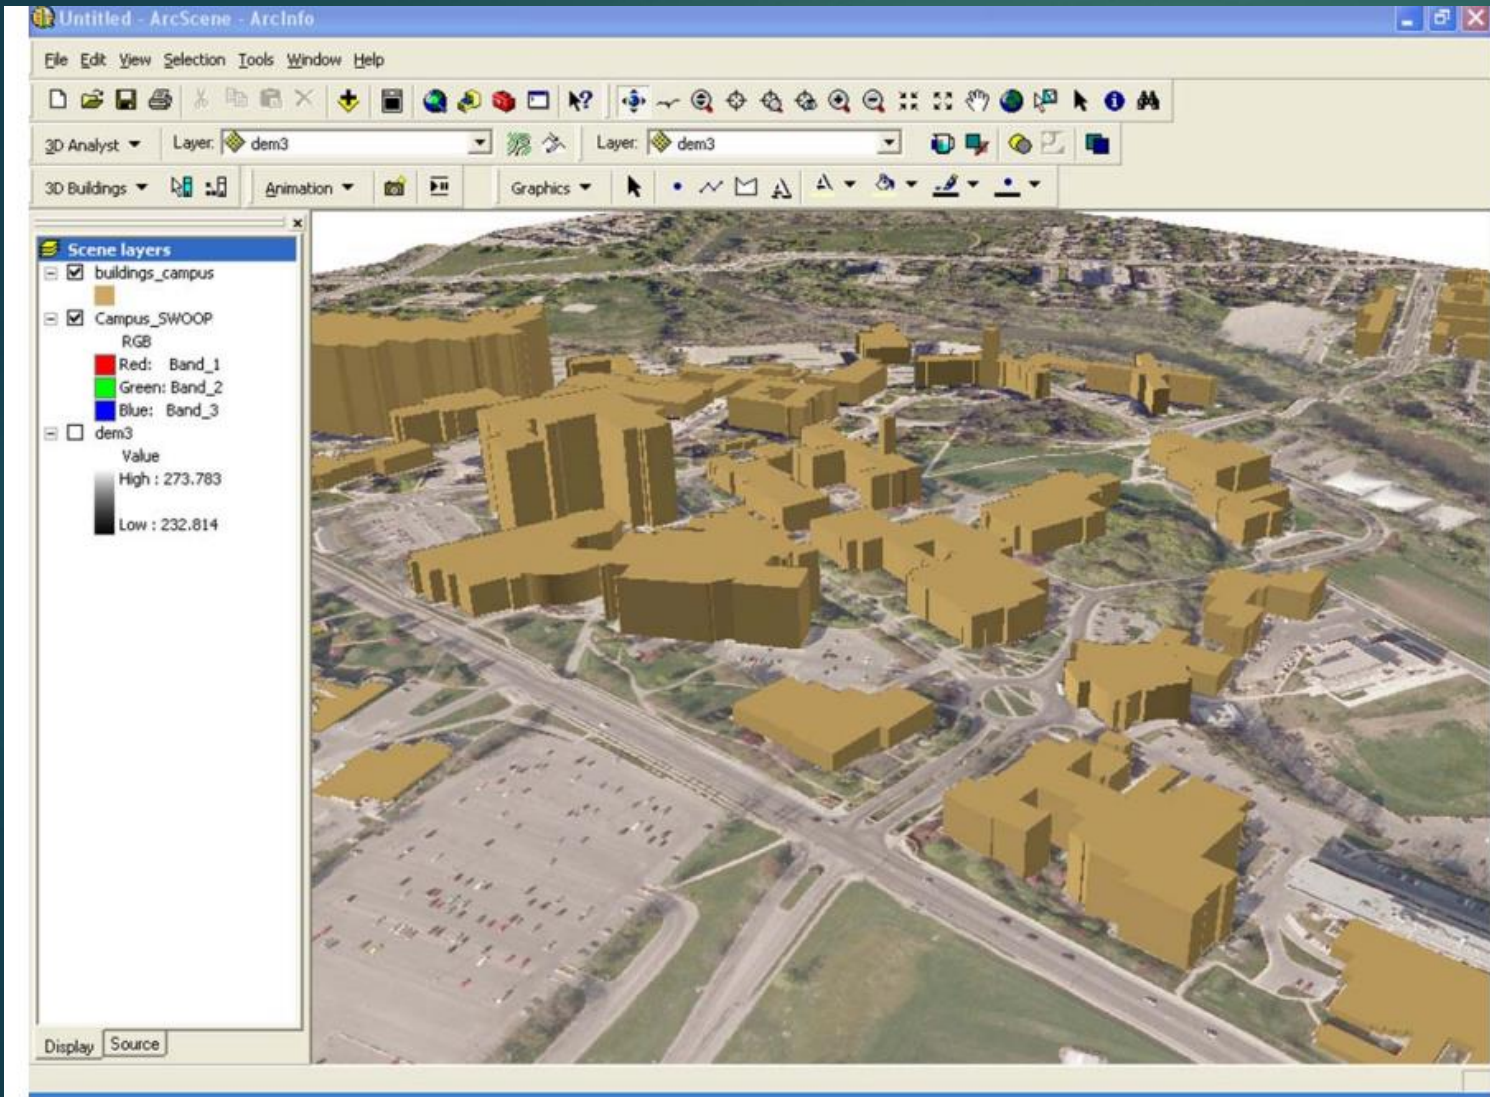 Untitled - ArcScene - ArcInfo
File Edit View Selection Tools Window Help
3D Analyst Layer: dem3 Layer: dem3
3D Buildings Animation Graphics
Scene layers
buildings_campus
Campus_SWOOP
RGB
Red: Band_1
Green: Band_2
Blue: Band_3
dem3
Value
High : 273.783
Low : 232.814
Display Source